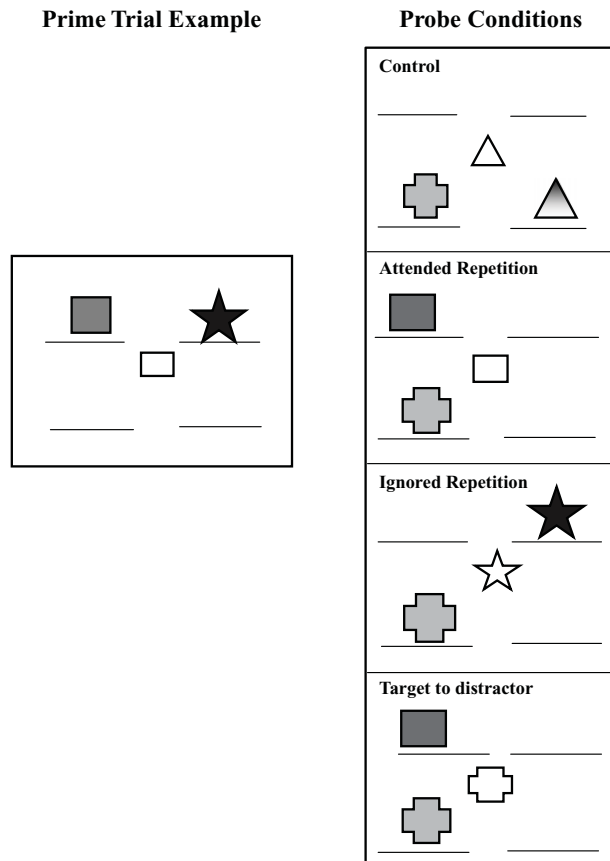 Prime Trial Example
Probe Conditions
Control
Attended Repetition
Ignored Repetition
Target to distractor